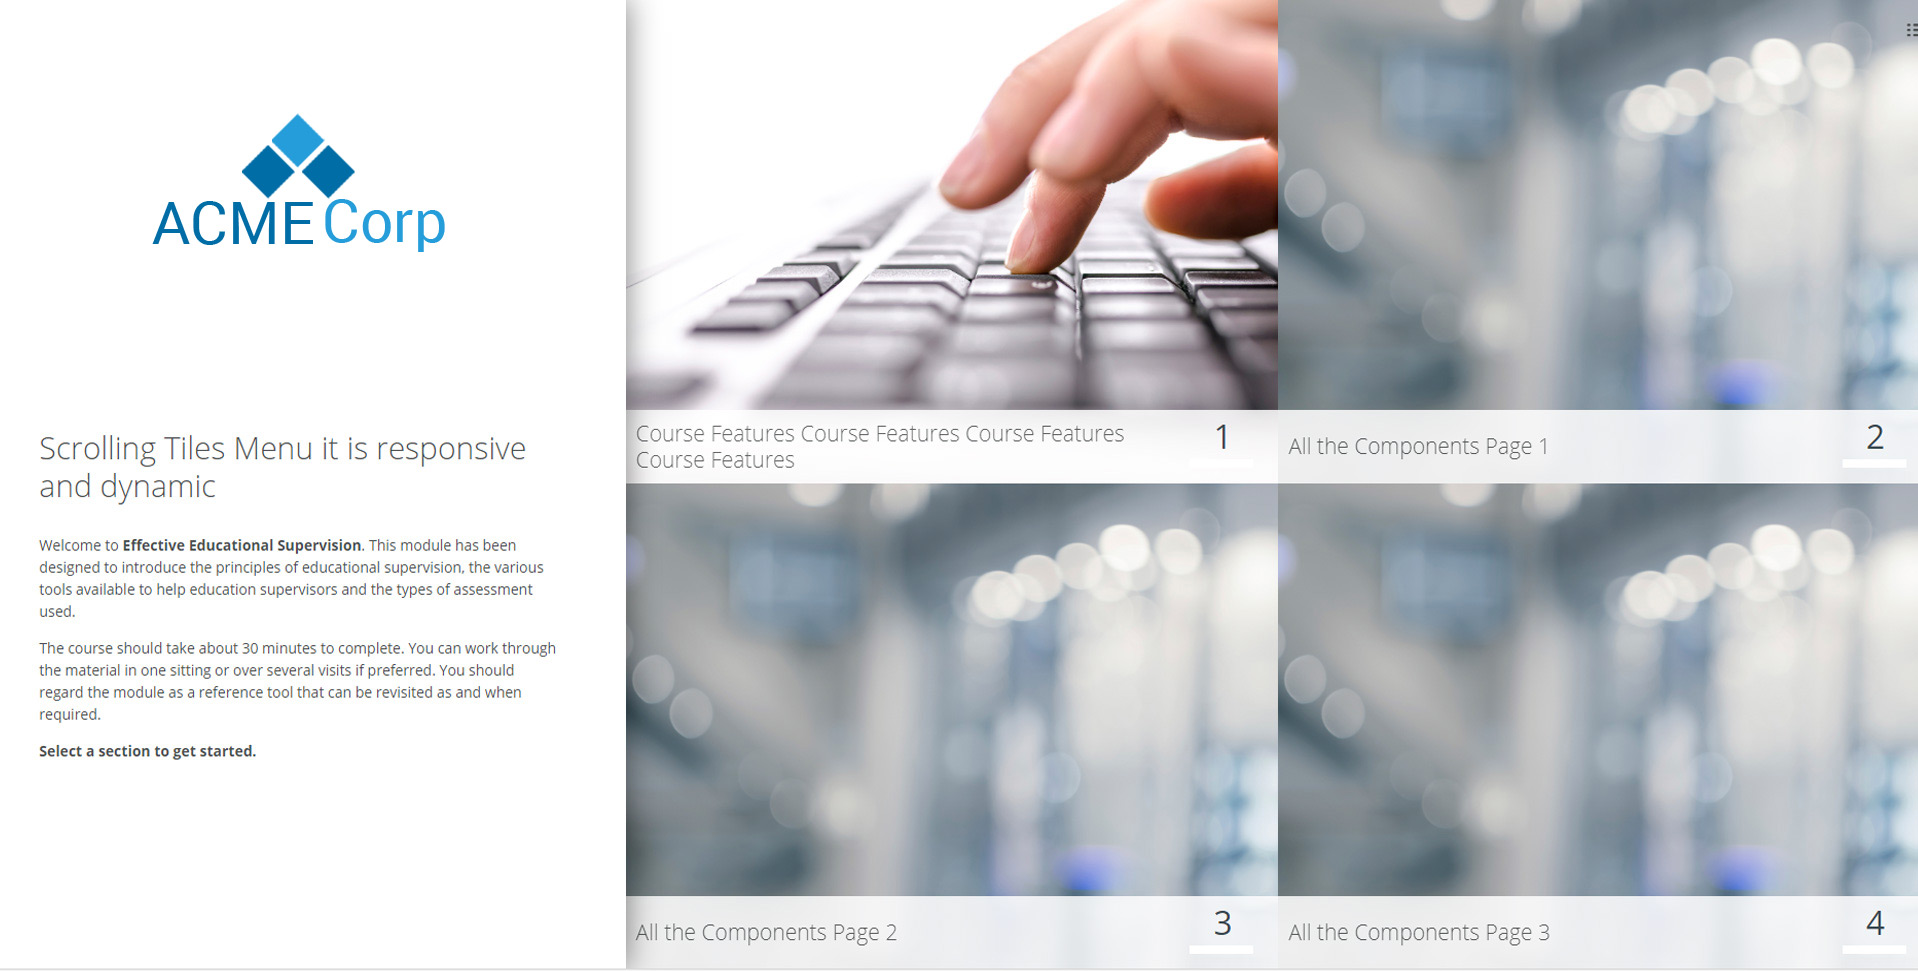 ACME Corp
Scrolling Tiles Menu it is responsive
and dynamic
Welcome to Effective Educational Supervision. This module has been
designed to introduce the principles of educational supervision, the various
tools available to help education supervisors and the types of assessment
used.
The course should take about 30 minutes to complete. You can work through
the material in one sitting or over several visits if preferred. You should
regard the module as a reference tool that can be revisited as and when
required.
Select a section to get started.
Course Features Course Features Course Features
Course Features
1
All the Components Page 1
2
All the Components Page 2
3
All the Components Page 3
4